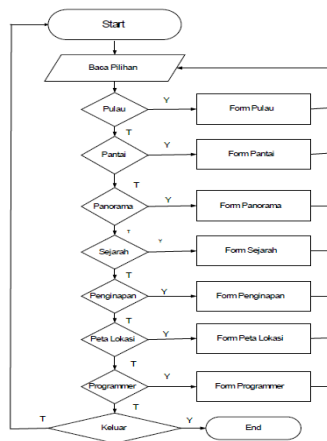 Start
Baca Pilihan
Pulau
Y
Form Pulau
T
Pantai
Y
Form Pantai
T
Panorama
Y
Form Panorama
T
Sejarah
Y
Form Sejarah
T
Penginapan
Y
Form Penginapan
T
Peta Lokasi
Y
Form Peta Lokasi
T
Programmer
Y
Form Programmer
T
T
Keluar
Y
End